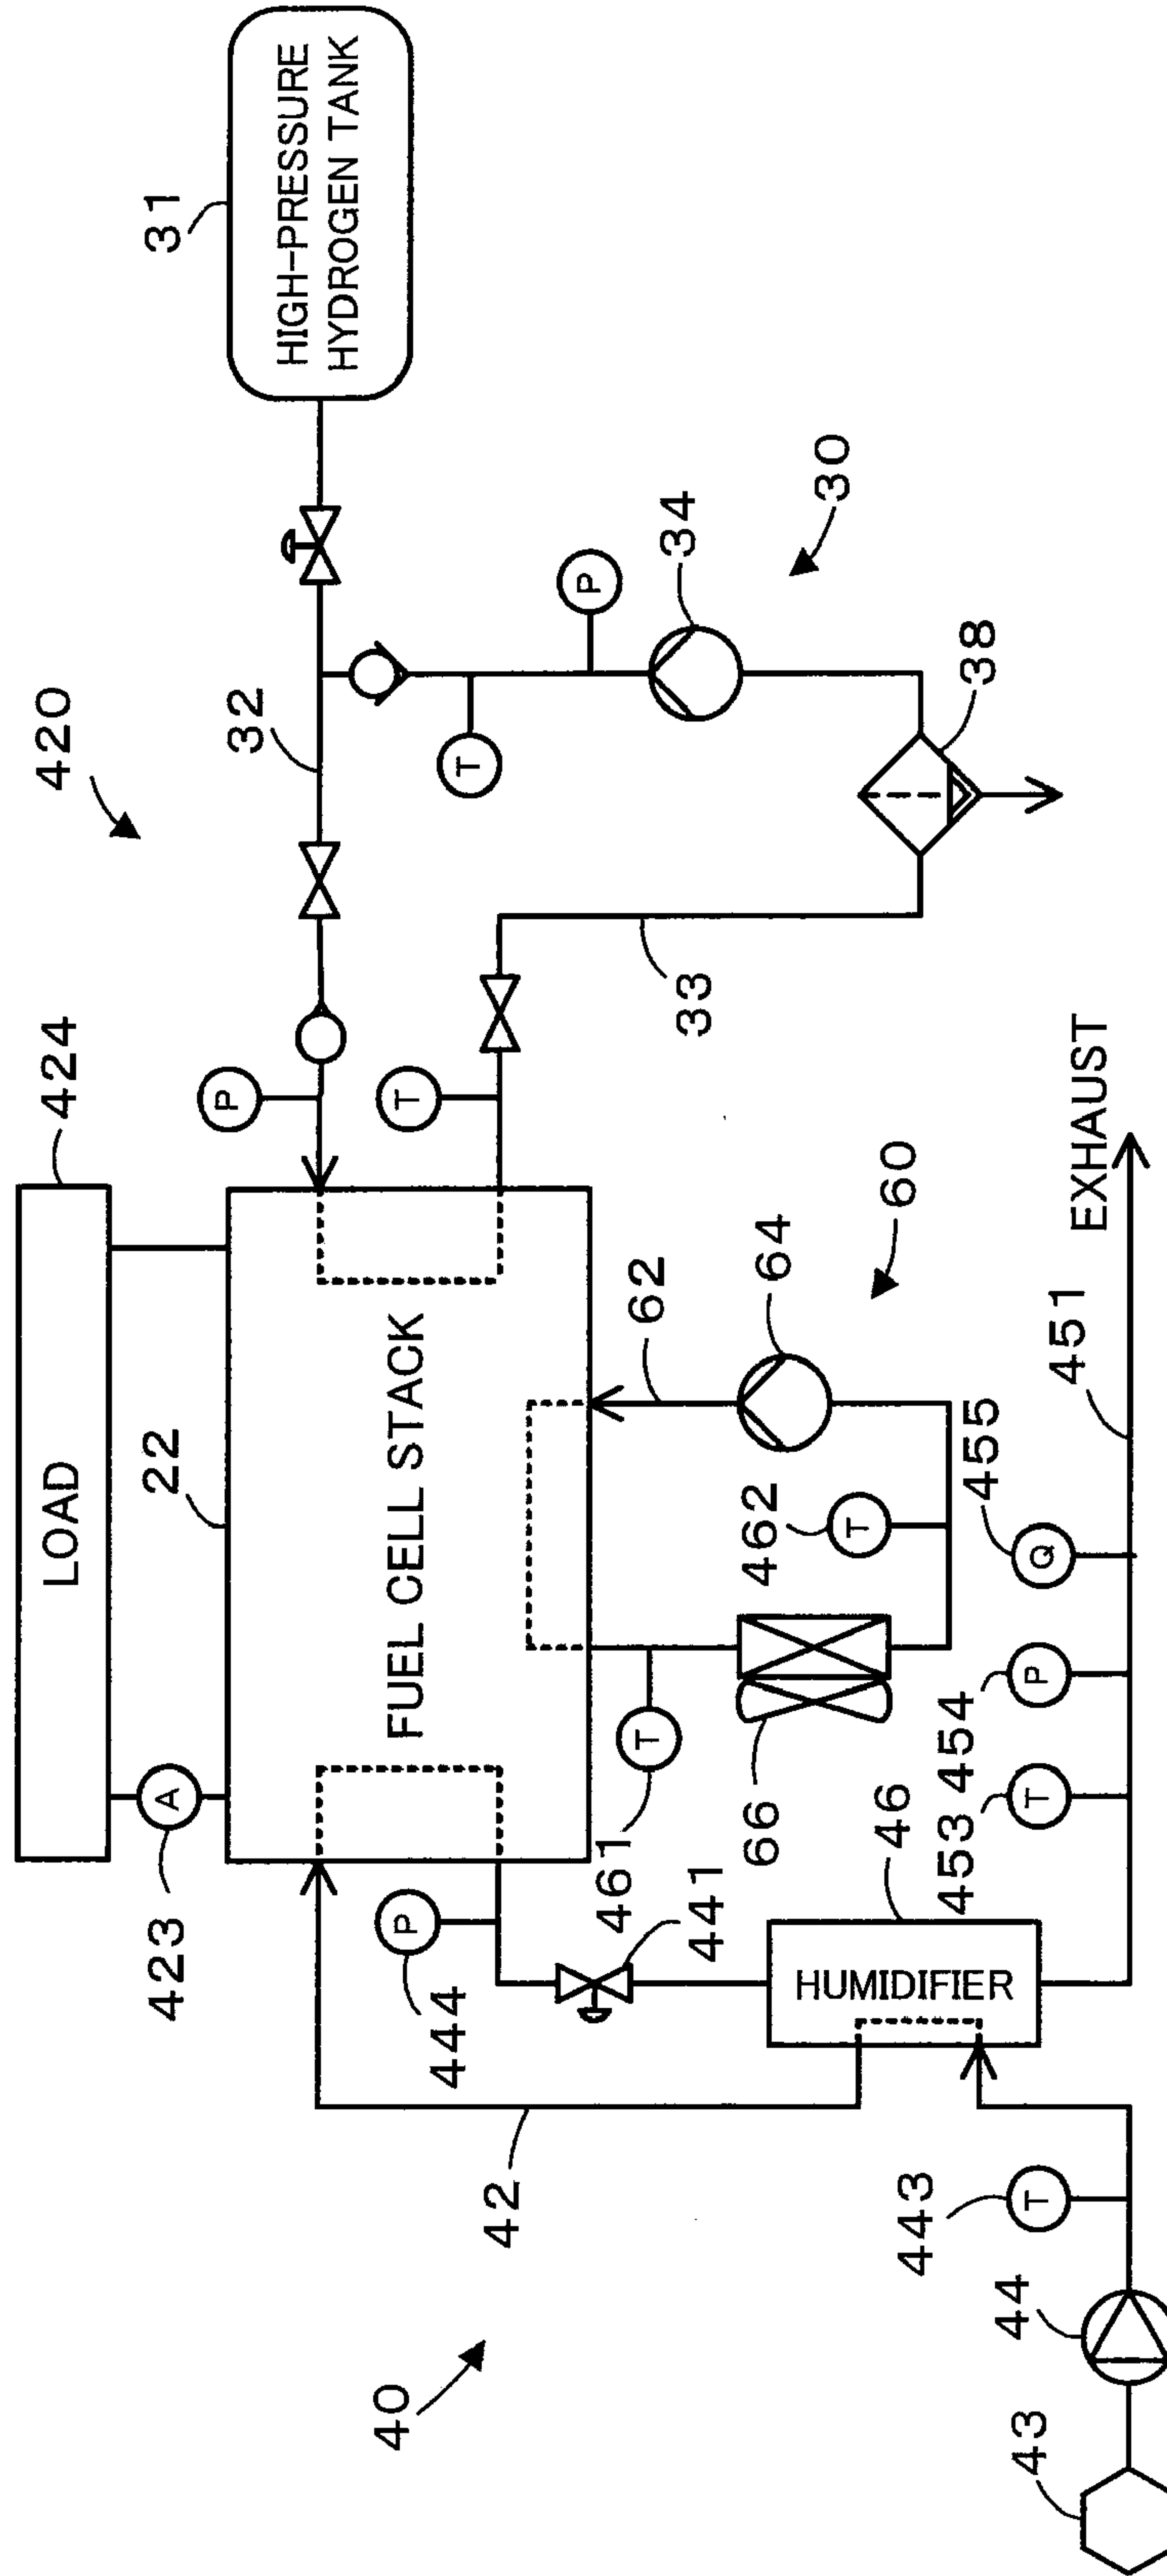 420
424
LOAD
423
A
22
FUEL CELL STACK
P
32
31
HIGH-PRESSURE
HYDROGEN TANK
T
T
P
34
30
38
33
444
P
441
461
T
66
462
T
62
64
60
42
40
HUMIDIFIER
46
453
T
454
P
455
Q
451
EXHAUST
443
T
44
43